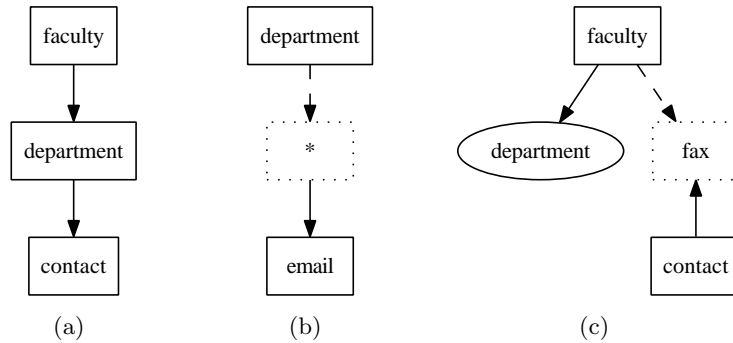 faculty
department
contact
(a)
department
*
email
(b)
faculty
department
fax
contact
(c)